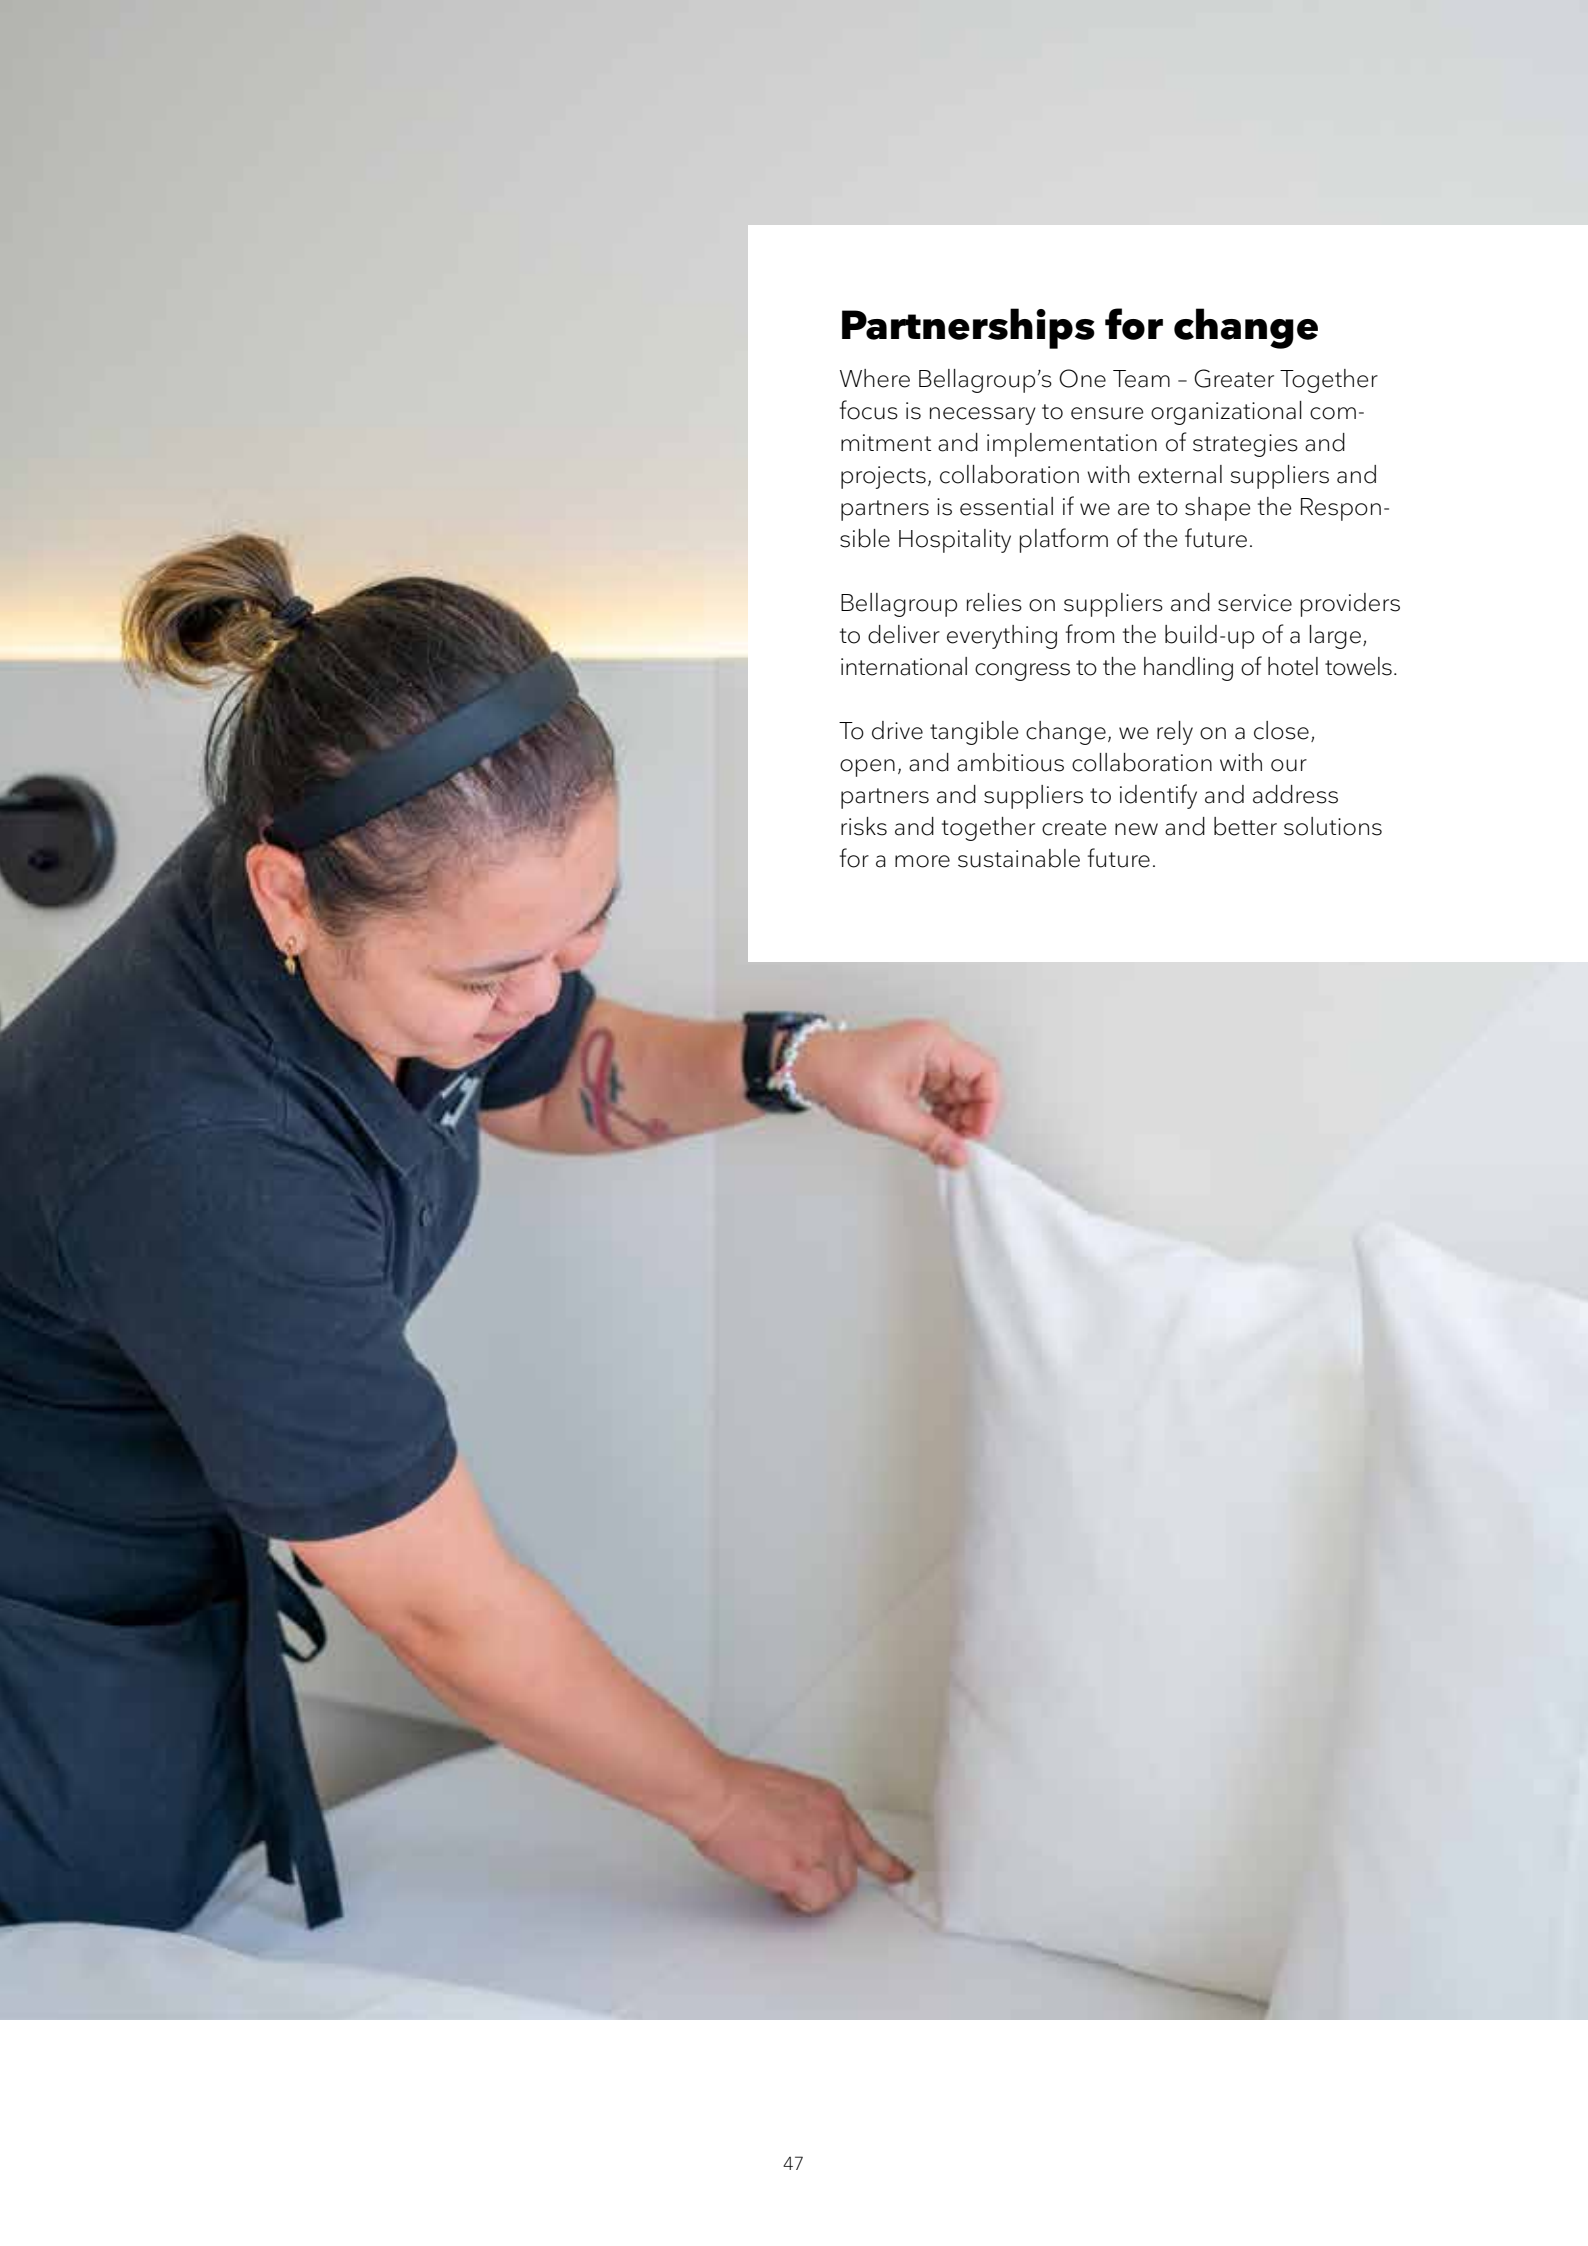 Partnerships for change
Where Bellagroup’s One Team – Greater Together
focus is necessary to ensure organizational com-
mitment and implementation of strategies and
projects, collaboration with external suppliers and
partners is essential if we are to shape the Respon-
sible Hospitality platform of the future.
Bellagroup relies on suppliers and service providers
to deliver everything from the build-up of a large,
international congress to the handling of hotel towels.
To drive tangible change, we rely on a close,
open, and ambitious collaboration with our
partners and suppliers to identify and address
risks and together create new and better solutions
for a more sustainable future.
47